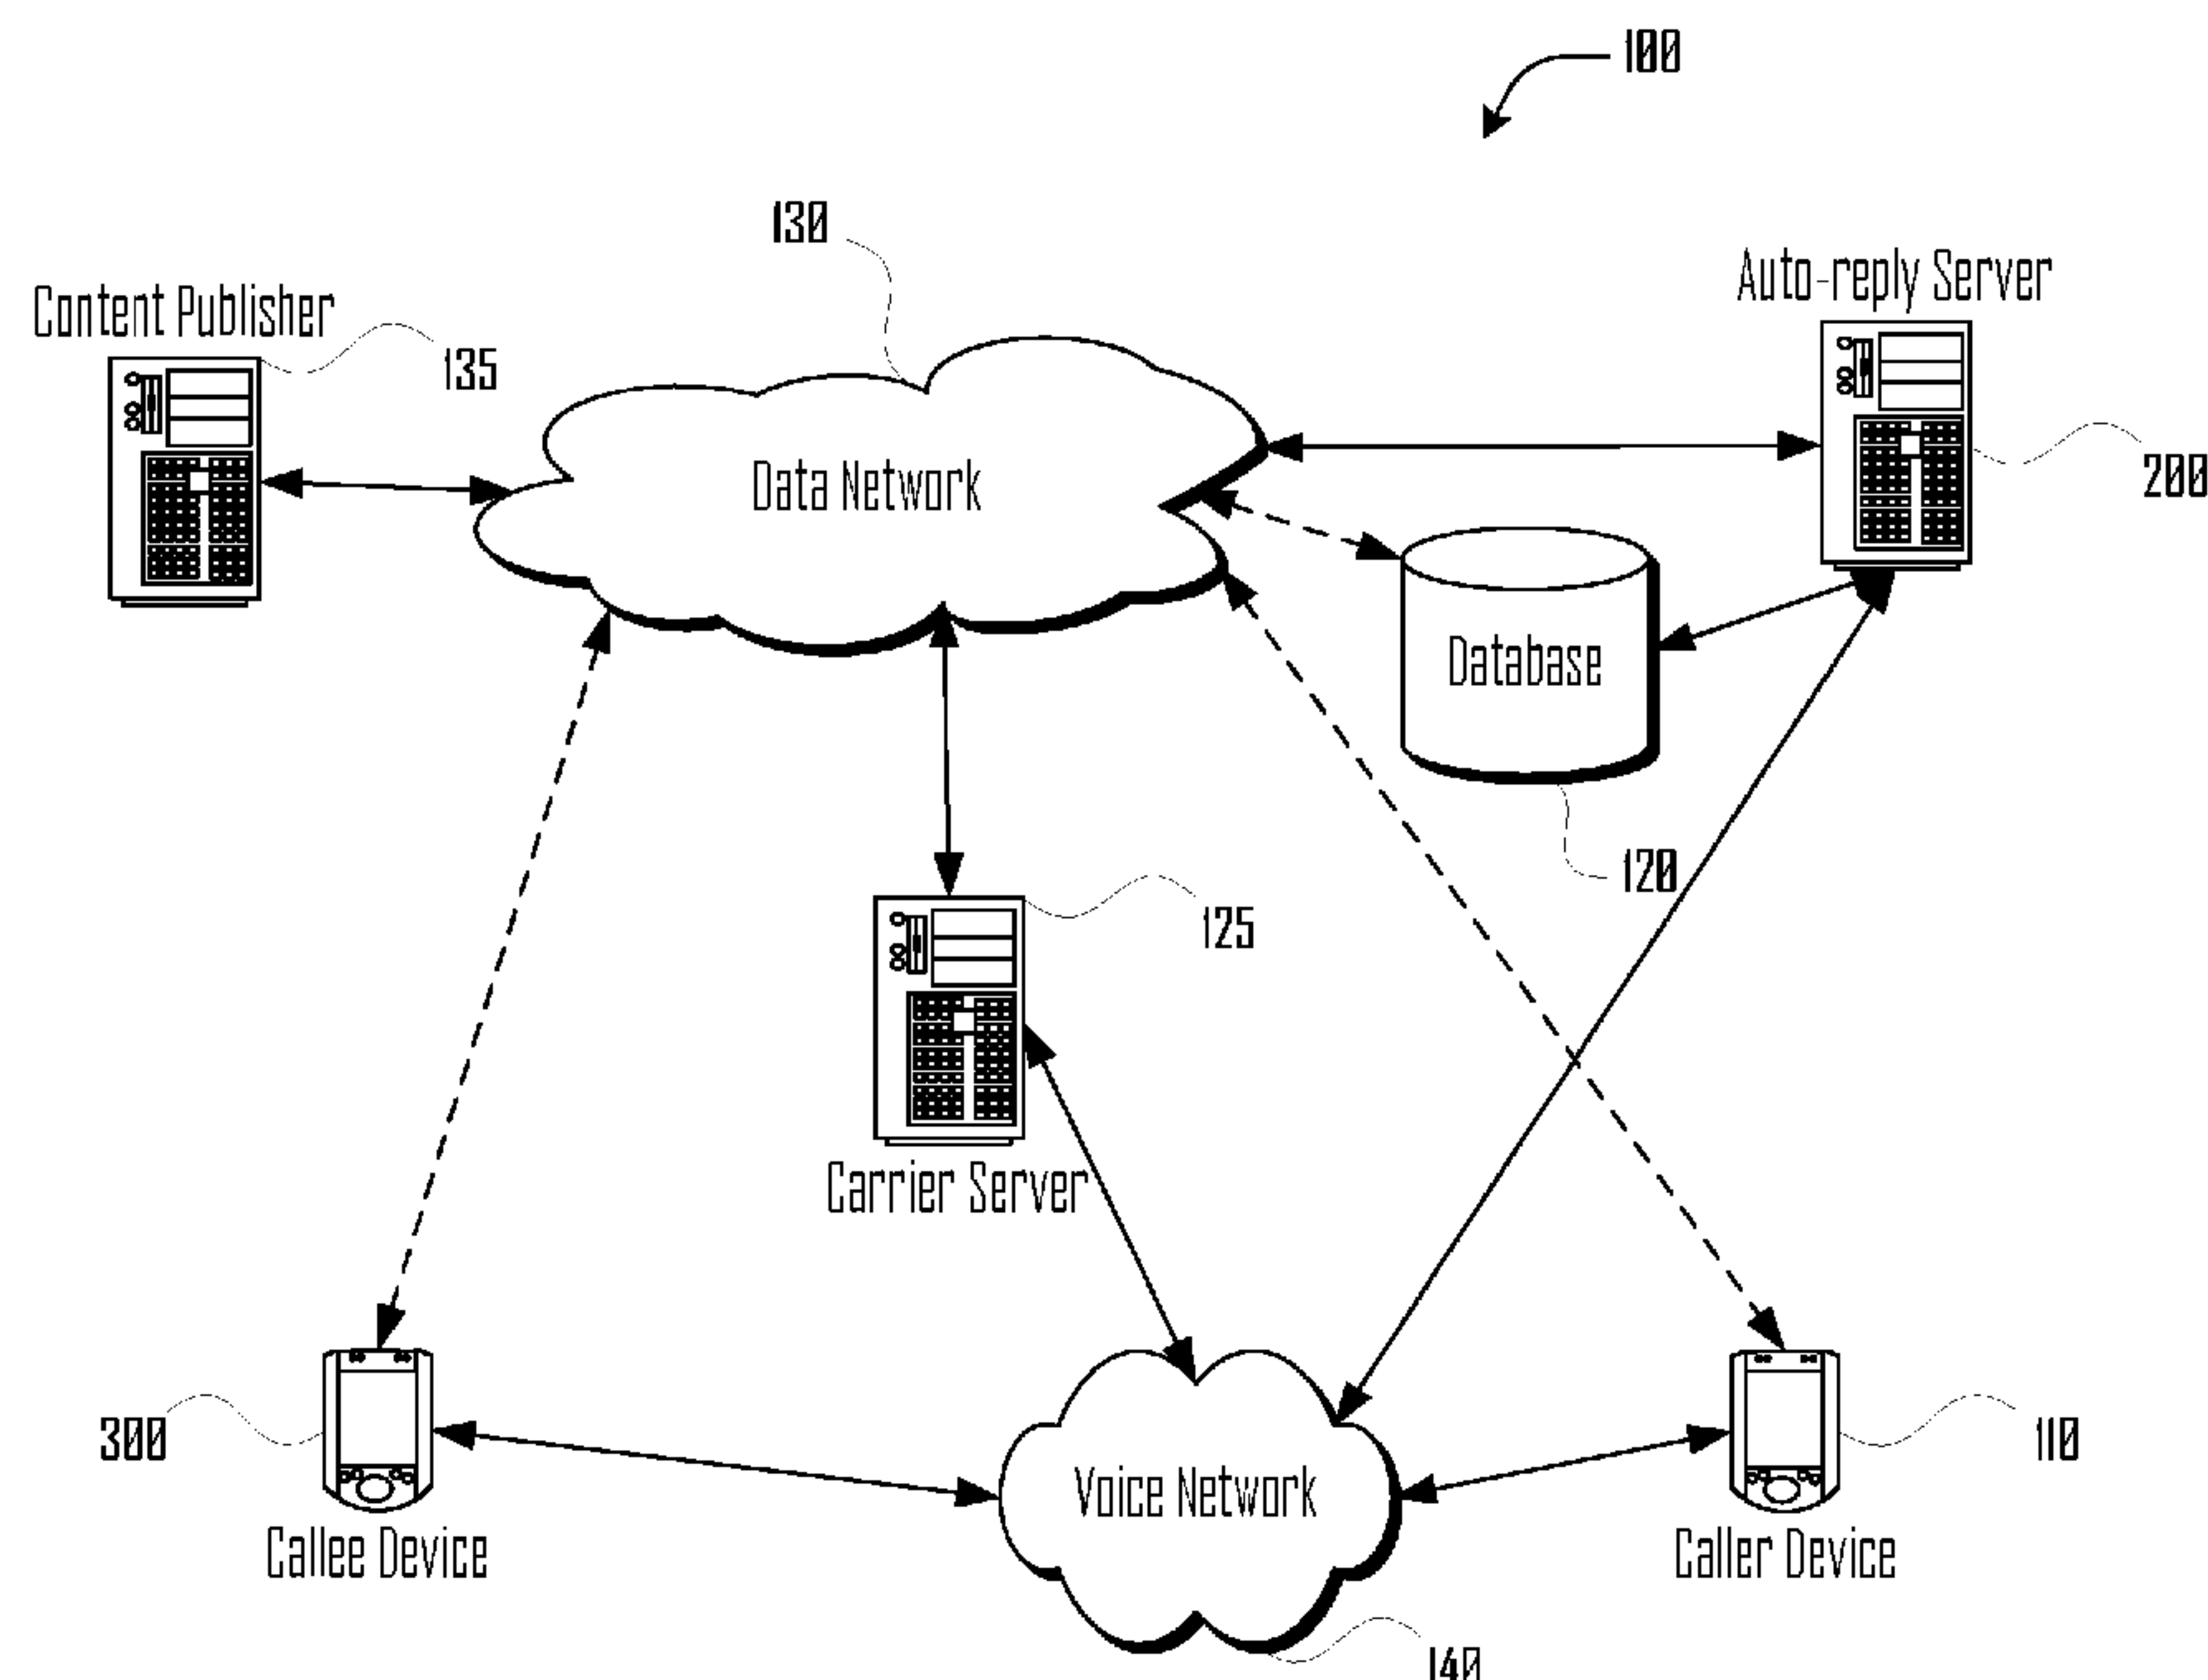 100
130
Auto-reply Server
Content Publisher
135
Data Network
200
Database
120
125
Carrier Server
300
110
Voice Network
Callee Device
Caller Device
140